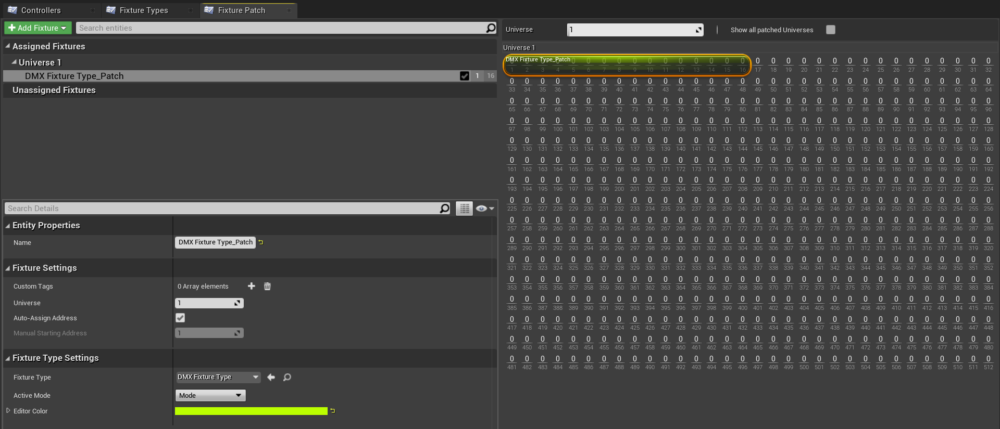 Controllers
Fixture Types
Fixture Patch
Add Fixture
Search entities
Assigned Fixtures
Universe 1
DMX Fixture Type_Patch 1 16
Unassigned Fixtures
Search Details
Entity Properties
Name DMX Fixture Type_Patch
Fixture Settings
Custom Tags 0 Array elements
Universe 1
Auto-Assign Address
Manual Starting Address 1
Fixture Type Settings
Fixture Type DMX Fixture Type
Active Mode Mode
Editor Color
Universe 1 Show all patched Universes
Universe 1
DMX Fixture Type_Patch
0 0 0 0 0 0 0 0 0 0 0 0 0 0 0 0 0 0 0 0 0 0 0 0 0 0 0 0 0 0 0 0
1 2 3 4 5 6 7 8 9 10 11 12 13 14 15 16 17 18 19 20 21 22 23 24 25 26 27 28 29 30 31 32
0 0 0 0 0 0 0 0 0 0 0 0 0 0 0 0 0 0 0 0 0 0 0 0 0 0 0 0 0 0 0 0
33 34 35 36 37 38 39 40 41 42 43 44 45 46 47 48 49 50 51 52 53 54 55 56 57 58 59 60 61 62 63 64
0 0 0 0 0 0 0 0 0 0 0 0 0 0 0 0 0 0 0 0 0 0 0 0 0 0 0 0 0 0 0 0
65 66 67 68 69 70 71 72 73 74 75 76 77 78 79 80 81 82 83 84 85 86 87 88 89 90 91 92 93 94 95 96
0 0 0 0 0 0 0 0 0 0 0 0 0 0 0 0 0 0 0 0 0 0 0 0 0 0 0 0 0 0 0 0
97 98 99 100 101 102 103 104 105 106 107 108 109 110 111 112 113 114 115 116 117 118 119 120 121 122 123 124 125 126 127 128
0 0 0 0 0 0 0 0 0 0 0 0 0 0 0 0 0 0 0 0 0 0 0 0 0 0 0 0 0 0 0 0
129 130 131 132 133 134 135 136 137 138 139 140 141 142 143 144 145 146 147 148 149 150 151 152 153 154 155 156 157 158 159 160
0 0 0 0 0 0 0 0 0 0 0 0 0 0 0 0 0 0 0 0 0 0 0 0 0 0 0 0 0 0 0 0
161 162 163 164 165 166 167 168 169 170 171 172 173 174 175 176 177 178 179 180 181 182 183 184 185 186 187 188 189 190 191 192
0 0 0 0 0 0 0 0 0 0 0 0 0 0 0 0 0 0 0 0 0 0 0 0 0 0 0 0 0 0 0 0
193 194 195 196 197 198 199 200 201 202 203 204 205 206 207 208 209 210 211 212 213 214 215 216 217 218 219 220 221 222 223 224
0 0 0 0 0 0 0 0 0 0 0 0 0 0 0 0 0 0 0 0 0 0 0 0 0 0 0 0 0 0 0 0
225 226 227 228 229 230 231 232 233 234 235 236 237 238 239 240 241 242 243 244 245 246 247 248 249 250 251 252 253 254 255 256
0 0 0 0 0 0 0 0 0 0 0 0 0 0 0 0 0 0 0 0 0 0 0 0 0 0 0 0 0 0 0 0
257 258 259 260 261 262 263 264 265 266 267 268 269 270 271 272 273 274 275 276 277 278 279 280 281 282 283 284 285 286 287 288
0 0 0 0 0 0 0 0 0 0 0 0 0 0 0 0 0 0 0 0 0 0 0 0 0 0 0 0 0 0 0 0
289 290 291 292 293 294 295 296 297 298 299 300 301 302 303 304 305 306 307 308 309 310 311 312 313 314 315 316 317 318 319 320
0 0 0 0 0 0 0 0 0 0 0 0 0 0 0 0 0 0 0 0 0 0 0 0 0 0 0 0 0 0 0 0
321 322 323 324 325 326 327 328 329 330 331 332 333 334 335 336 337 338 339 340 341 342 343 344 345 346 347 348 349 350 351 352
0 0 0 0 0 0 0 0 0 0 0 0 0 0 0 0 0 0 0 0 0 0 0 0 0 0 0 0 0 0 0 0
353 354 355 356 357 358 359 360 361 362 363 364 365 366 367 368 369 370 371 372 373 374 375 376 377 378 379 380 381 382 383 384
0 0 0 0 0 0 0 0 0 0 0 0 0 0 0 0 0 0 0 0 0 0 0 0 0 0 0 0 0 0 0 0
385 386 387 388 389 390 391 392 393 394 395 396 397 398 399 400 401 402 403 404 405 406 407 408 409 410 411 412 413 414 415 416
0 0 0 0 0 0 0 0 0 0 0 0 0 0 0 0 0 0 0 0 0 0 0 0 0 0 0 0 0 0 0 0
417 418 419 420 421 422 423 424 425 426 427 428 429 430 431 432 433 434 435 436 437 438 439 440 441 442 443 444 445 446 447 448
0 0 0 0 0 0 0 0 0 0 0 0 0 0 0 0 0 0 0 0 0 0 0 0 0 0 0 0 0 0 0 0
449 450 451 452 453 454 455 456 457 458 459 460 461 462 463 464 465 466 467 468 469 470 471 472 473 474 475 476 477 478 479 480
0 0 0 0 0 0 0 0 0 0 0 0 0 0 0 0 0 0 0 0 0 0 0 0 0 0 0 0 0 0 0 0
481 482 483 484 485 486 487 488 489 490 491 492 493 494 495 496 497 498 499 500 501 502 503 504 505 506 507 508 509 510 511 512